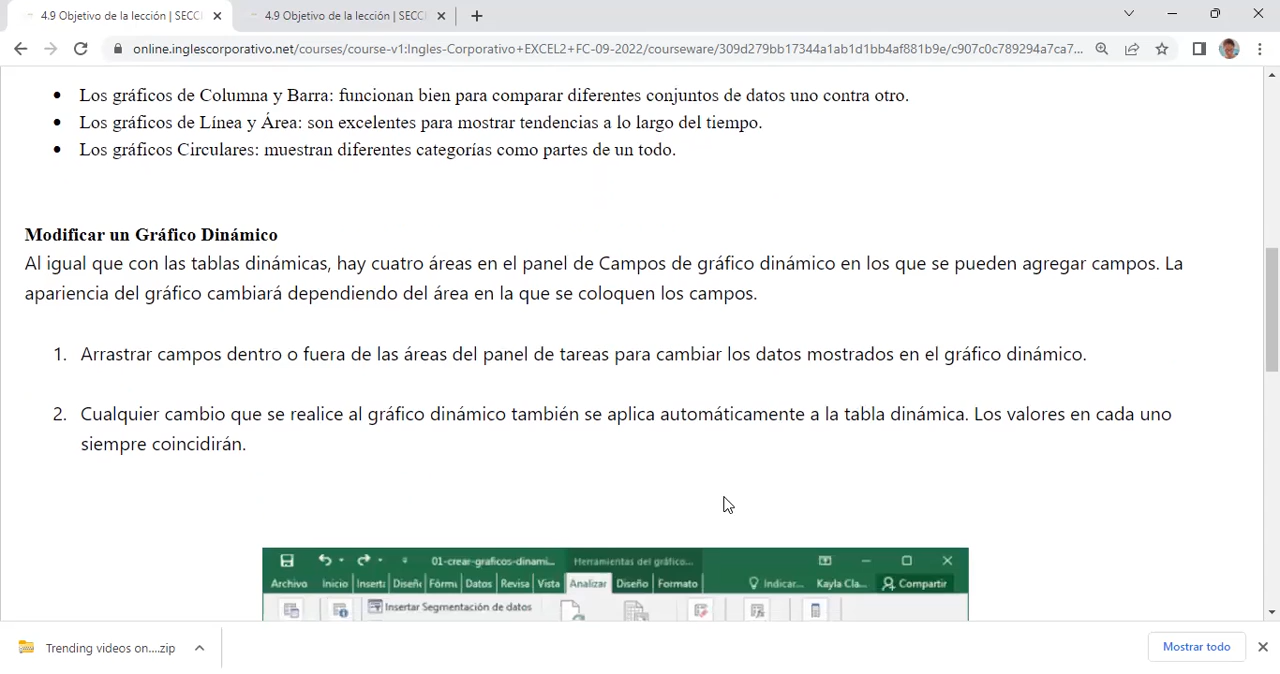 4.9 Objetivo de la lección | SECCI
4.9 Objetivo de la lección | SECCI
online.inglescorporativo.net/courses/course-v1:Ingles-Corporativo+EXCEL2+FC-09-2022/courseware/309d279bb17344a1ab1d1bb4af881b9e/c907c0c789294a7ca7...
• Los gráficos de Columna y Barra: funcionan bien para comparar diferentes conjuntos de datos uno contra otro.
• Los gráficos de Línea y Área: son excelentes para mostrar tendencias a lo largo del tiempo.
• Los gráficos Circulares: muestran diferentes categorías como partes de un todo.
Modificar un Gráfico Dinámico
Al igual que con las tablas dinámicas, hay cuatro áreas en el panel de Campos de gráfico dinámico en los que se pueden agregar campos. La
apariencia del gráfico cambiará dependiendo del área en la que se coloquen los campos.
1. Arrastrar campos dentro o fuera de las áreas del panel de tareas para cambiar los datos mostrados en el gráfico dinámico.
2. Cualquier cambio que se realice al gráfico dinámico también se aplica automáticamente a la tabla dinámica. Los valores en cada uno
siempre coincidirán.
01-crear-graficos-dinami... Herramientas del gráfico...
Archivo Inicio Inserta Diseñe Fórmu Datos Revisa Vista Analizar Diseño Formato Indicar... Kayla Cla... Compartir
Insertar Segmentación de datos
Trending videos on....zip
Mostrar todo